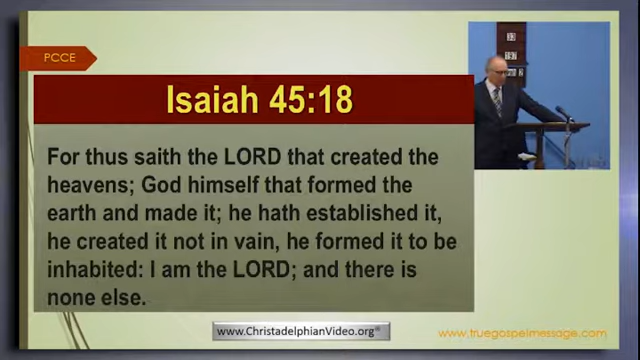 PCCE
Isaiah 45:18
For thus saith the LORD that created the
heavens; God himself that formed the
earth and made it; he hath established it,
he created it not in vain, he formed it to be
inhabited: I am the LORD; and there is
none else.
33
www.ChristadelphianVideo.org®
www.truegospelmessage.com